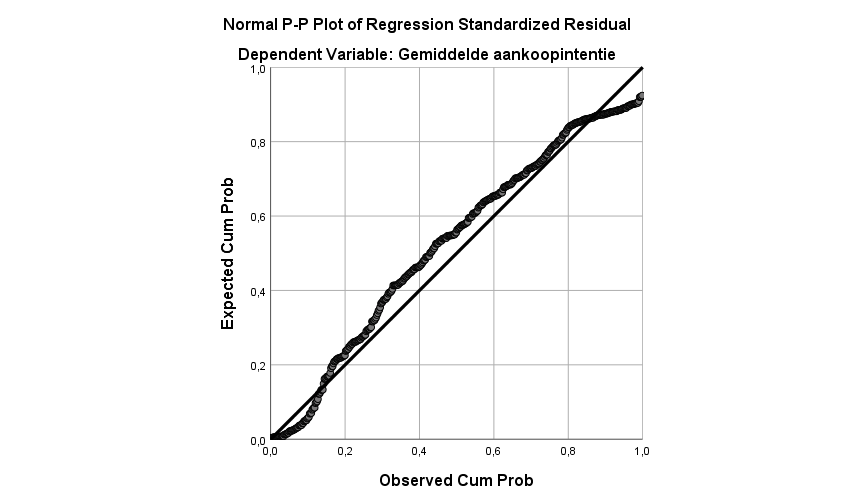 Normal P-P Plot of Regression Standardized Residual
Dependent Variable: Gemiddelde aankoopintentie
1,0
0,8
0,6
0,4
0,2
0,0
Expected Cum Prob
0,0 0,2 0,4 0,6 0,8 1,0
Observed Cum Prob